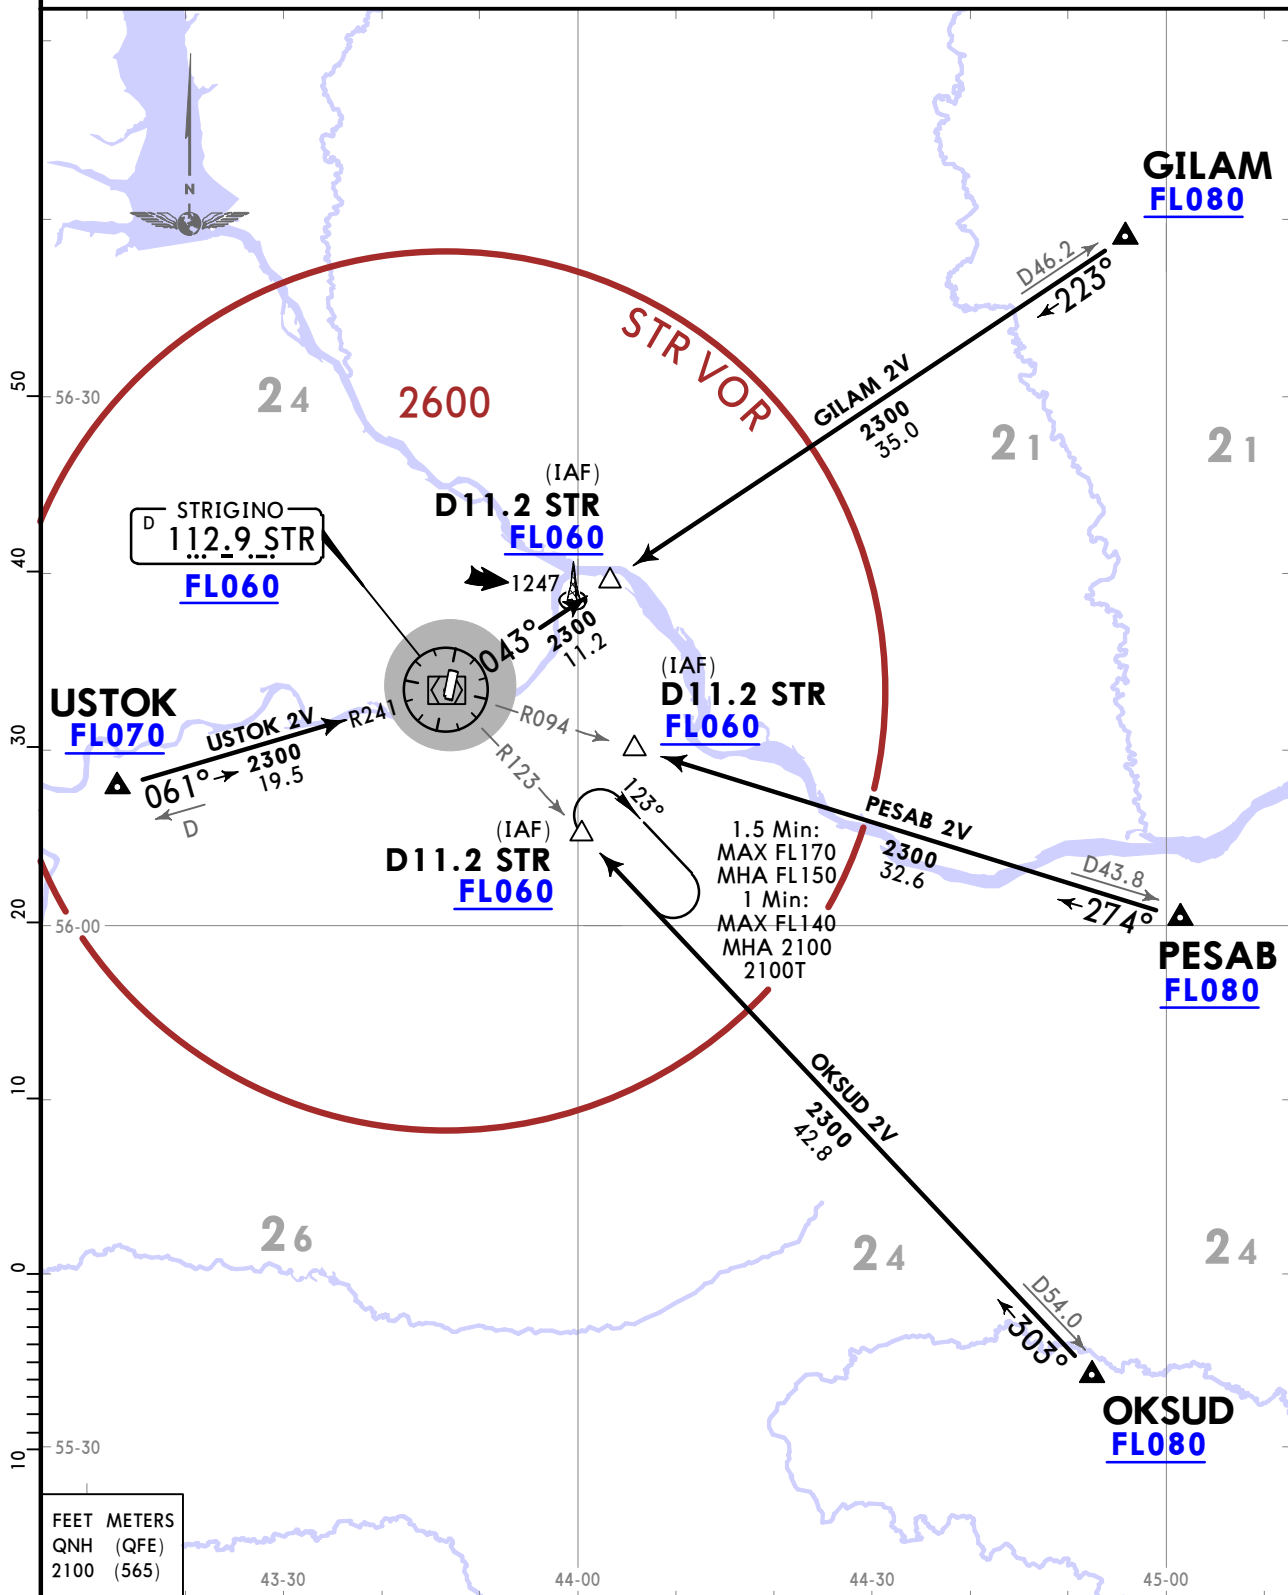 N
GILAM
FL080
D46.2
223°
STR VOR
GILAM 2V
2300
35.0
50
56-30
24
2600
21
21
(IAF)
D11.2 STR
FL060
STRIGINO
D 112.9 STR
FL060
40
1247
043°
2300
11.2
(IAF)
D11.2 STR
FL060
USTOK
FL070
USTOK 2V
R241
R094
30
061°
2300
19.5
D
R123
123°
(IAF)
D11.2 STR
FL060
1.5 Min:
MAX FL170
MHA FL150
1 Min:
MAX FL140
MHA 2100
2100T
PESAB 2V
2300
32.6
D43.8
274°
20
56-00
PESAB
FL080
10
OKSUD 2V
2300
42.8
26
24
24
0
D54.0
303°
OKSUD
FL080
10
55-30
FEET METERS
QNH (QFE)
2100 (565)
43-30
44-00
44-30
45-00